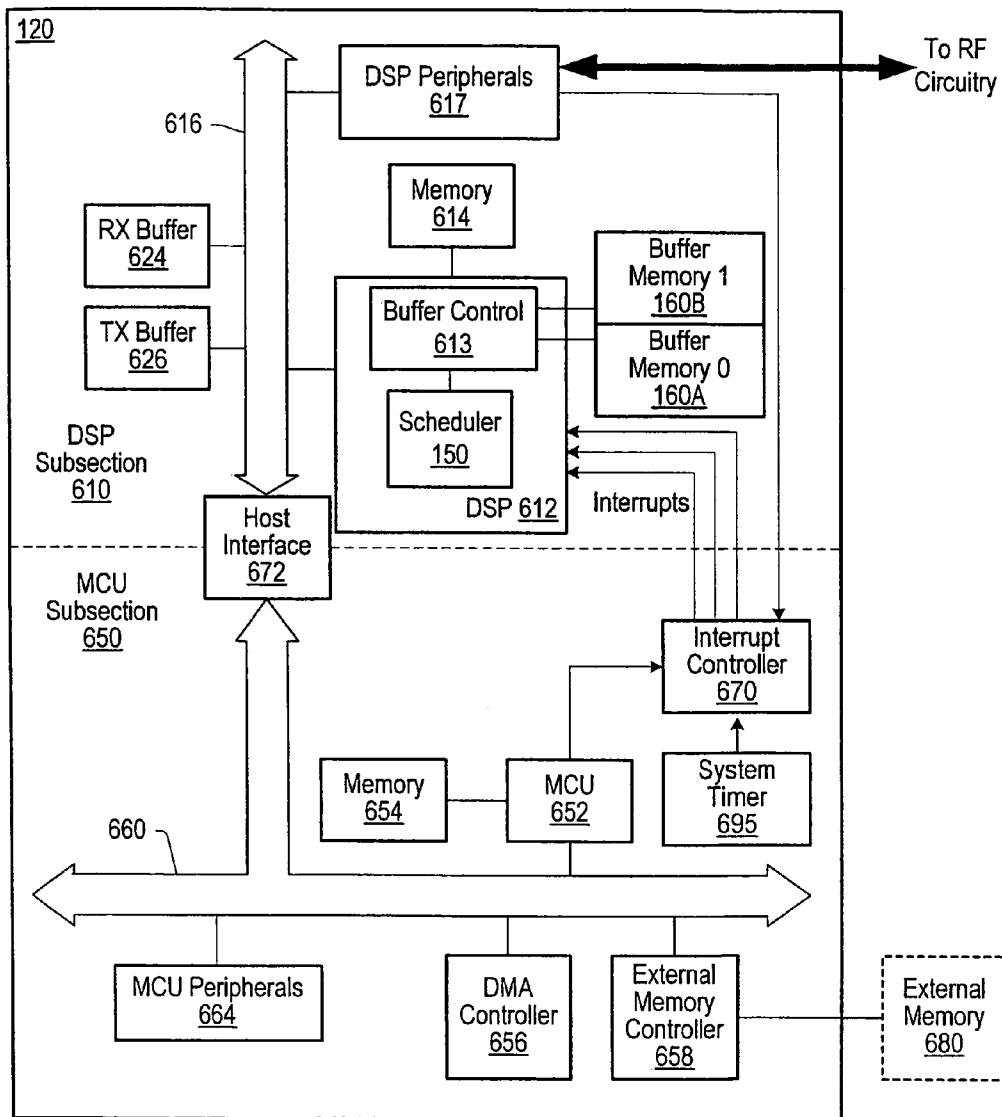 120
To RF
Circuitry
DSP Peripherals
617
616
Memory
614
RX Buffer
624
Buffer
Memory 1
160B
Buffer Control
613
TX Buffer
626
Buffer
Memory 0
160A
Scheduler
150
DSP
Subsection
610
DSP 612
Interrupts
Host
Interface
672
MCU
Subsection
650
Interrupt
Controller
670
Memory
654
MCU
652
System
Timer
695
660
MCU Peripherals
664
DMA
Controller
656
External
Memory
Controller
658
External
Memory
680